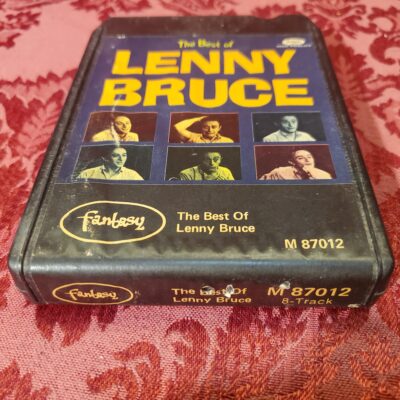 The Best of
LENNY
BRUCE
Fantasy
The Best Of
Lenny Bruce
M 87012
Fantasy
The Best Of
Lenny Bruce
M 87012
8-Track